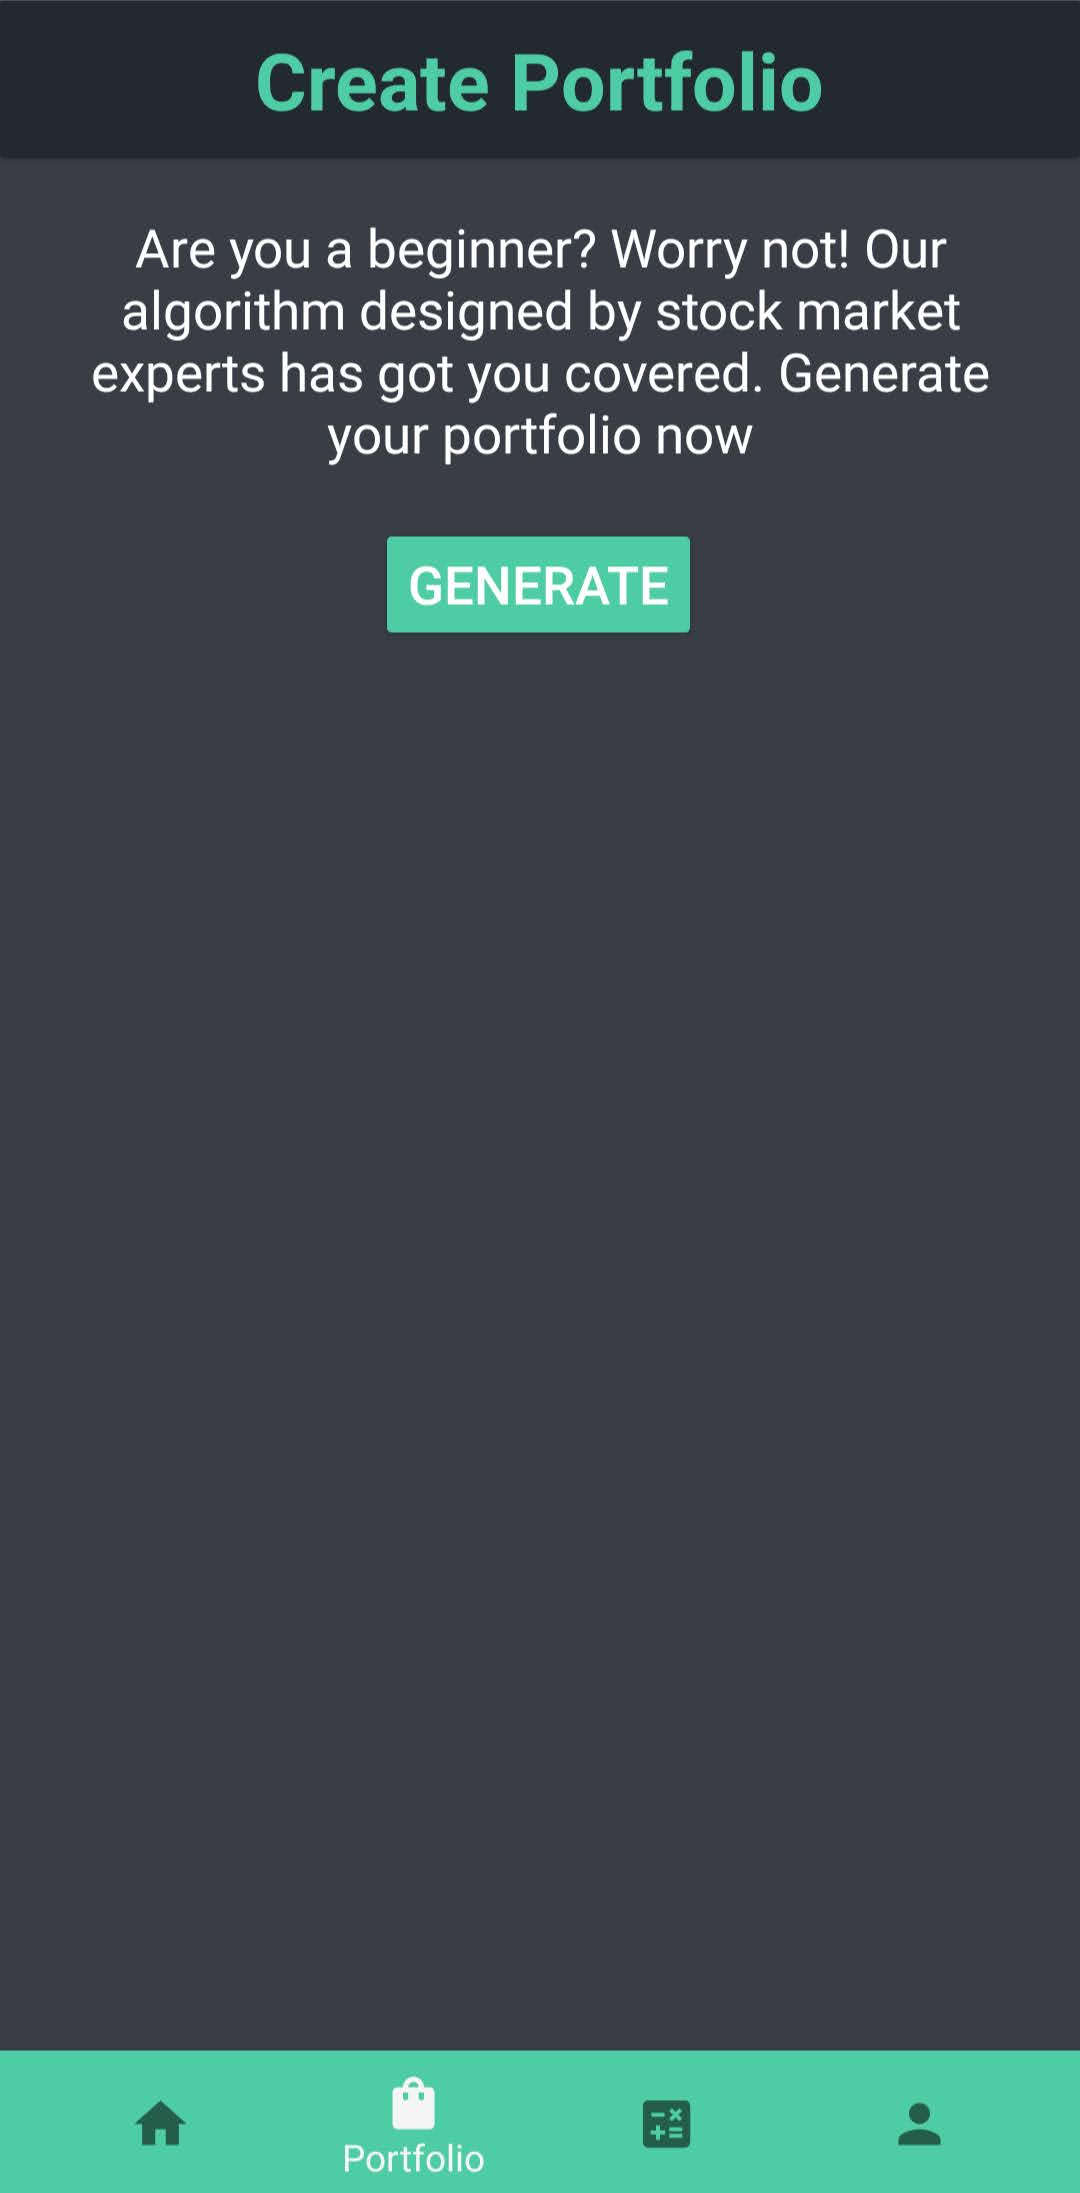 Create Portfolio
Are you a beginner? Worry not! Our
algorithm designed by stock market
experts has got you covered. Generate
your portfolio now
GENERATE
Portfolio